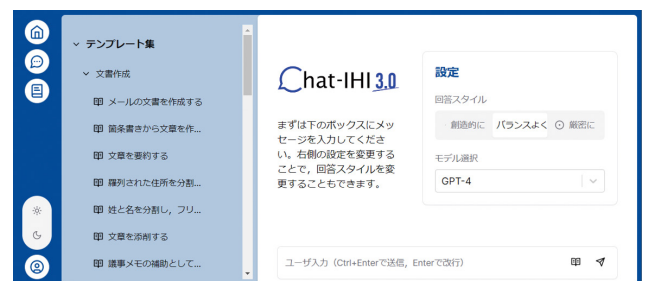 テンプレート集
文書作成
メールの文書を作成する
箇条書きから文章を作...
文章を要約する
羅列された住所を分割...
姓と名を分割し，フリ...
文章を添削する
議事メモの補助として...
Chat-IHI 3.0
まずは下のボックスにメッ
セージを入力してくださ
い。右側の設定を変更する
ことで，回答スタイルを変
更することもできます。
設定
回答スタイル
創造的に バランスよく 厳密に
モデル選択
GPT-4
ユーザ入力（Ctrl+Enterで送信，Enterで改行）